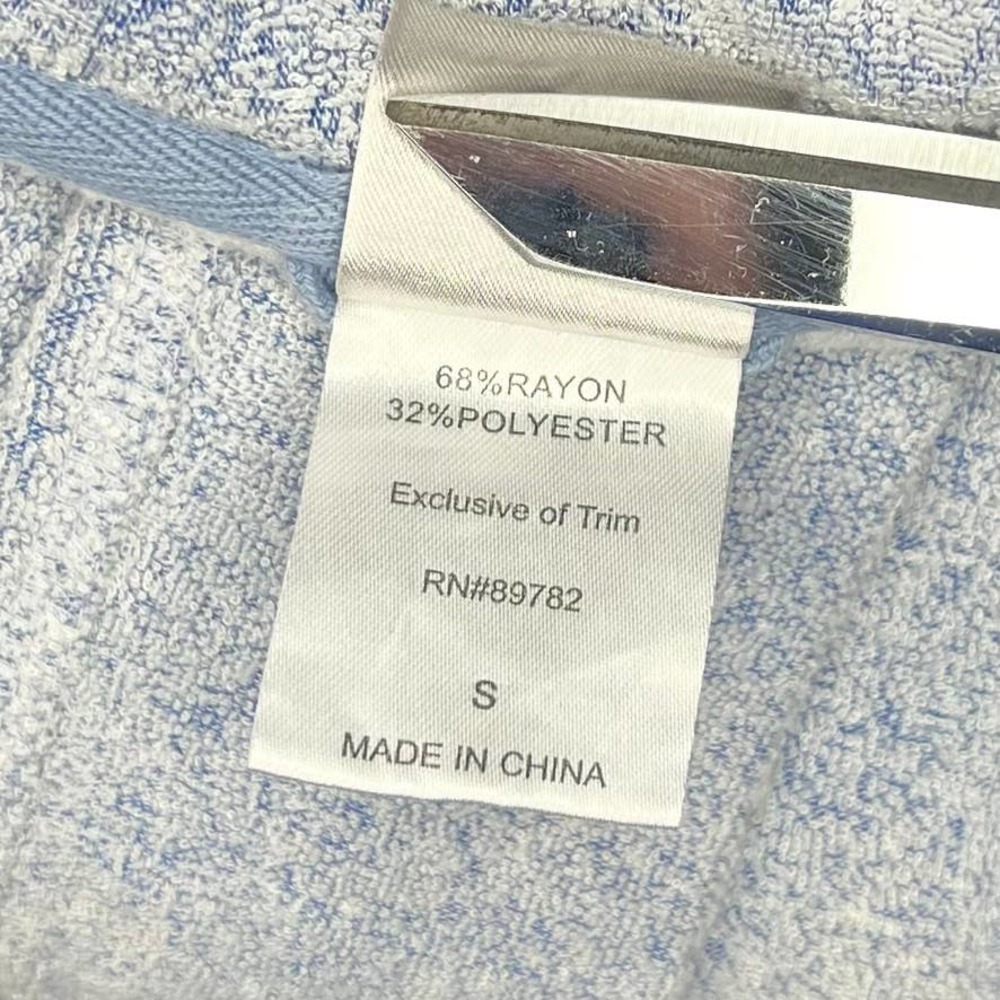 68%RAYON
32%POLYESTER
Exclusive of Trim
RN#89782
S
MADE IN CHINA